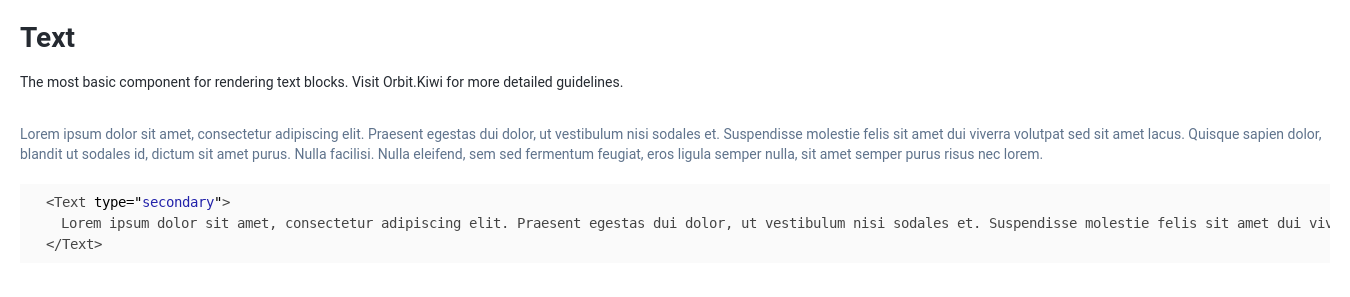 Text
The most basic component for rendering text blocks. Visit Orbit.Kiwi for more detailed guidelines.
Lorem ipsum dolor sit amet, consectetur adipiscing elit. Praesent egestas dui dolor, ut vestibulum nisi sodales et. Suspendisse molestie felis sit amet dui viverra volutpat sed sit amet lacus. Quisque sapien dolor,
blandit ut sodales id, dictum sit amet purus. Nulla facilisi. Nulla eleifend, sem sed fermentum feugiat, eros ligula semper nulla, sit amet semper purus risus nec lorem.
<Text type="secondary">
Lorem ipsum dolor sit amet, consectetur adipiscing elit. Praesent egestas dui dolor, ut vestibulum nisi sodales et. Suspendisse molestie felis sit amet dui viv
</Text>